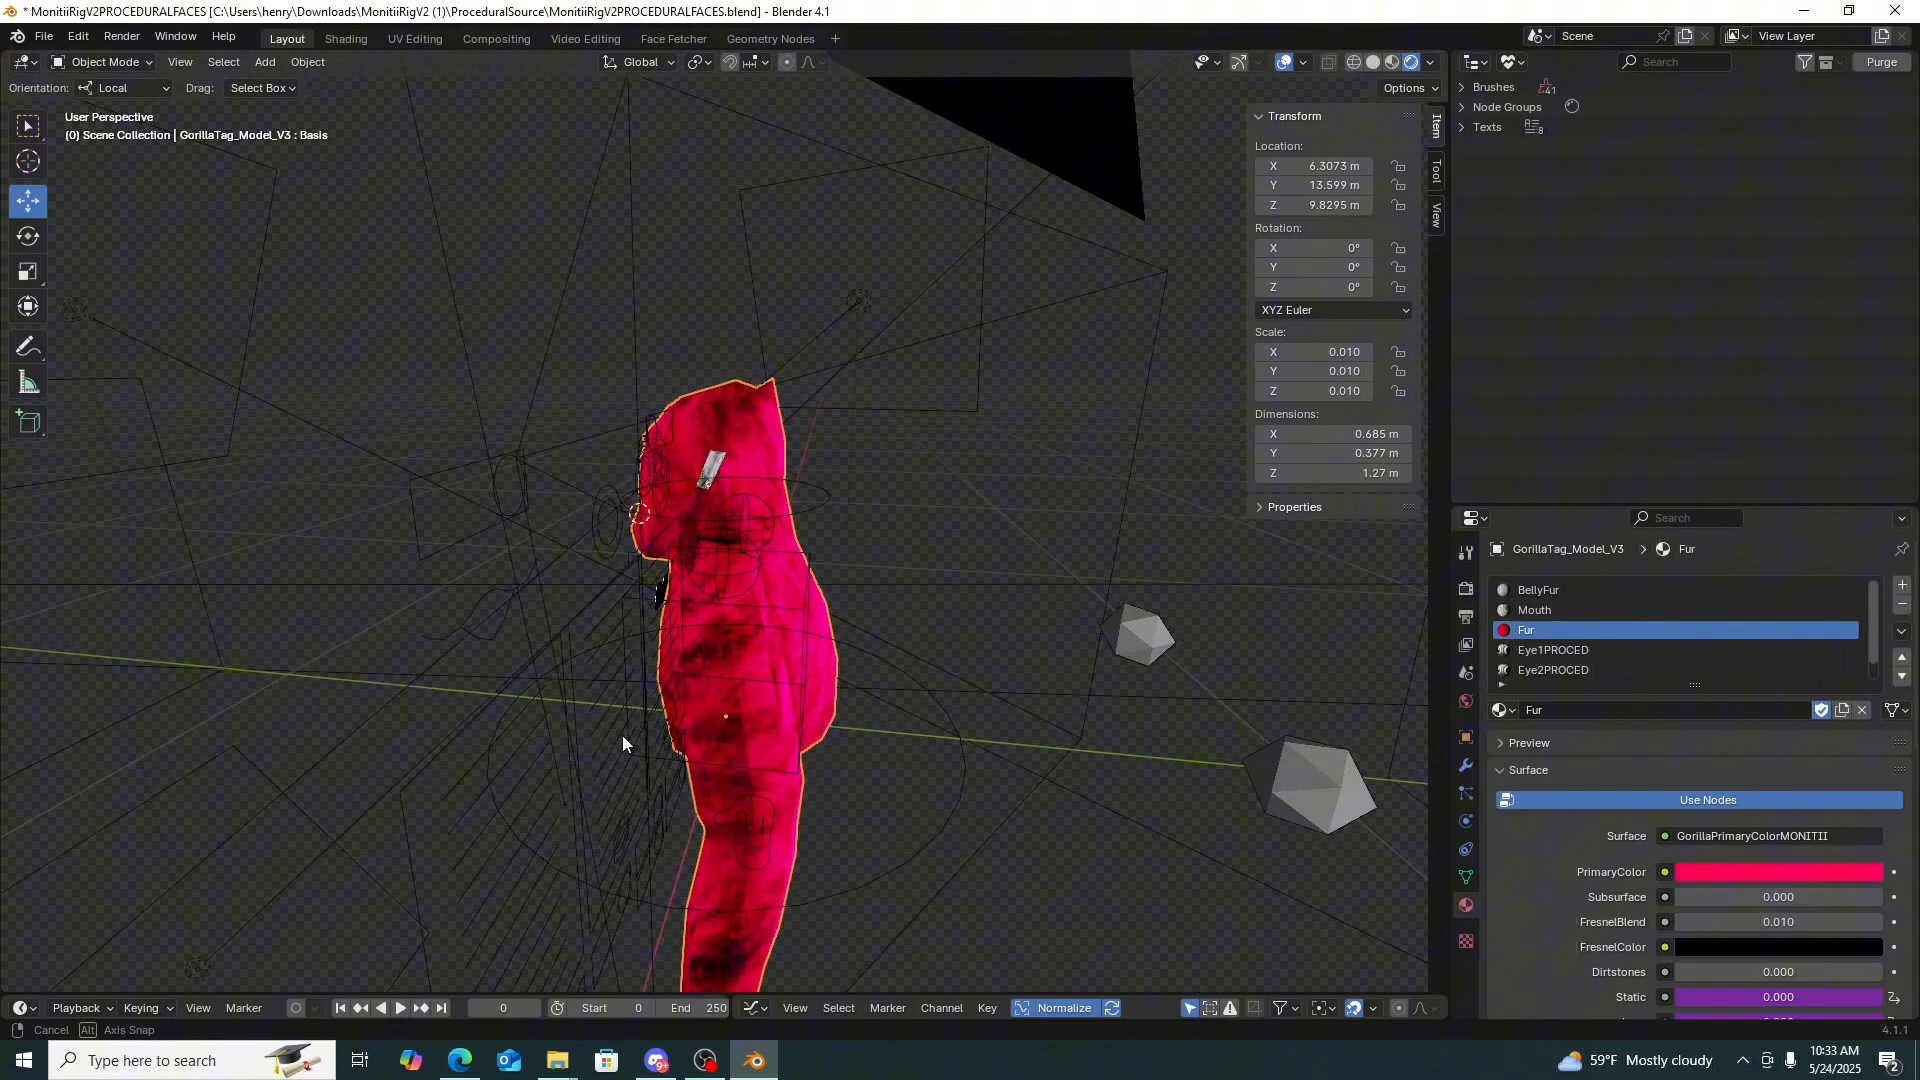 * MonitiiRigV2PROCEDURALFACES [C:\Users\henry\Downloads\MonitiiRigV2 (1)\ProceduralSource\MonitiiRigV2PROCEDURALFACES.blend] - Blender 4.1
File Edit Render Window Help Layout Shading UV Editing Compositing Video Editing Face Fetcher Geometry Nodes + Scene View Layer
Object Mode View Select Add Object Global Search Purge
Orientation: Local Drag: Select Box Options
User Perspective
(0) Scene Collection | GorillaTag_Model_V3 : Basis
Brushes 41
Node Groups
Texts 8
Item
Tool
View
Transform
Location:
X 6.3073 m
Y 13.599 m
Z 9.8295 m
Rotation:
X 0°
Y 0°
Z 0°
XYZ Euler
Scale:
X 0.010
Y 0.010
Z 0.010
Dimensions:
X 0.685 m
Y 0.377 m
Z 1.27 m
Properties
Search
GorillaTag_Model_V3 > Fur
BellyFur
Mouth
Fur
Eye1PROCED
Eye2PROCED
Fur
Preview
Surface
Use Nodes
Surface GorillaPrimaryColorMONITII
PrimaryColor
Subsurface 0.000
FresnelBlend 0.010
FresnelColor
Dirtstones 0.000
Static 0.000
Playback Keying View Marker 0 Start 0 End 250 View Select Marker Channel Key Normalize
Cancel Alt Axis Snap 4.1.1
Type here to search 9+ 59°F Mostly cloudy 10:33 AM
5/24/2025 2